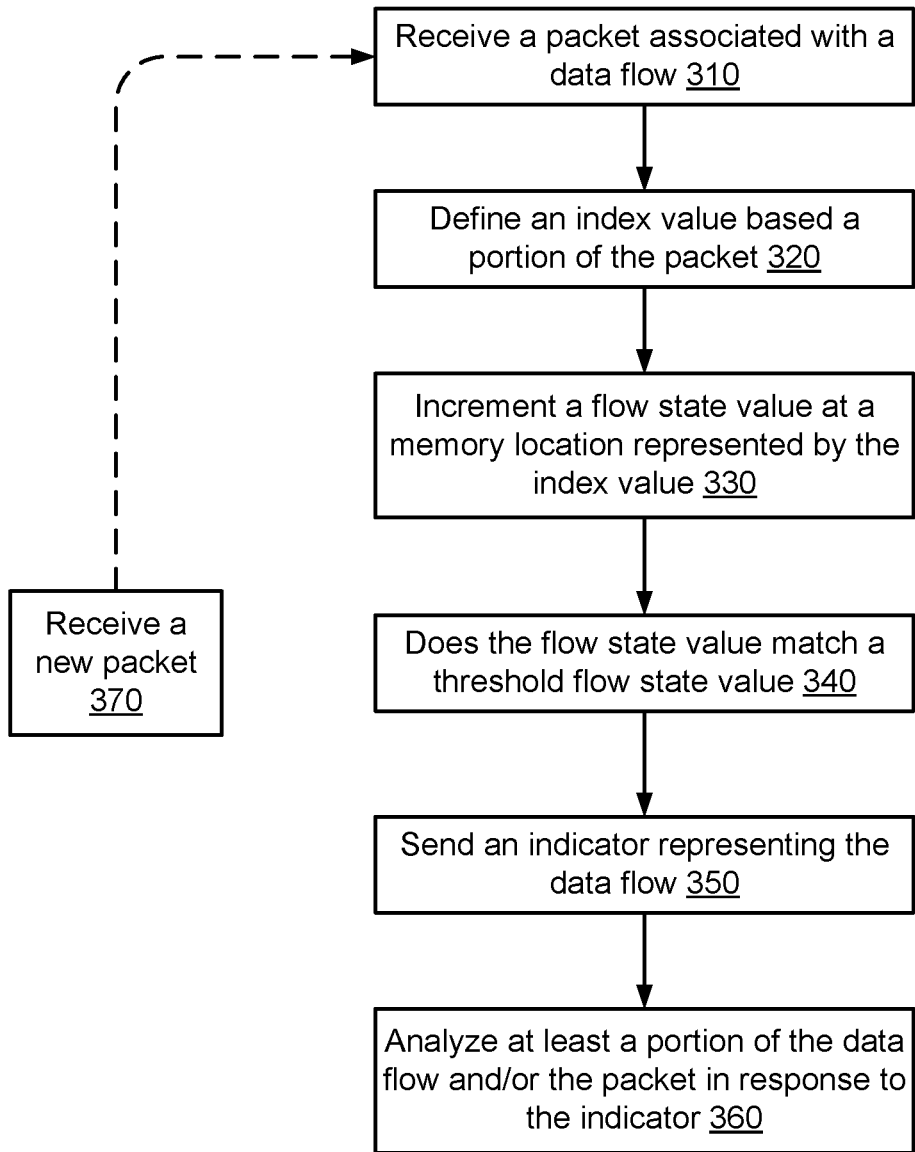 Receive a packet associated with a
data flow 310
Define an index value based a
portion of the packet 320
Increment a flow state value at a
memory location represented by the
index value 330
Receive a
new packet
370
Does the flow state value match a
threshold flow state value 340
Send an indicator representing the
data flow 350
Analyze at least a portion of the data
flow and/or the packet in response to
the indicator 360